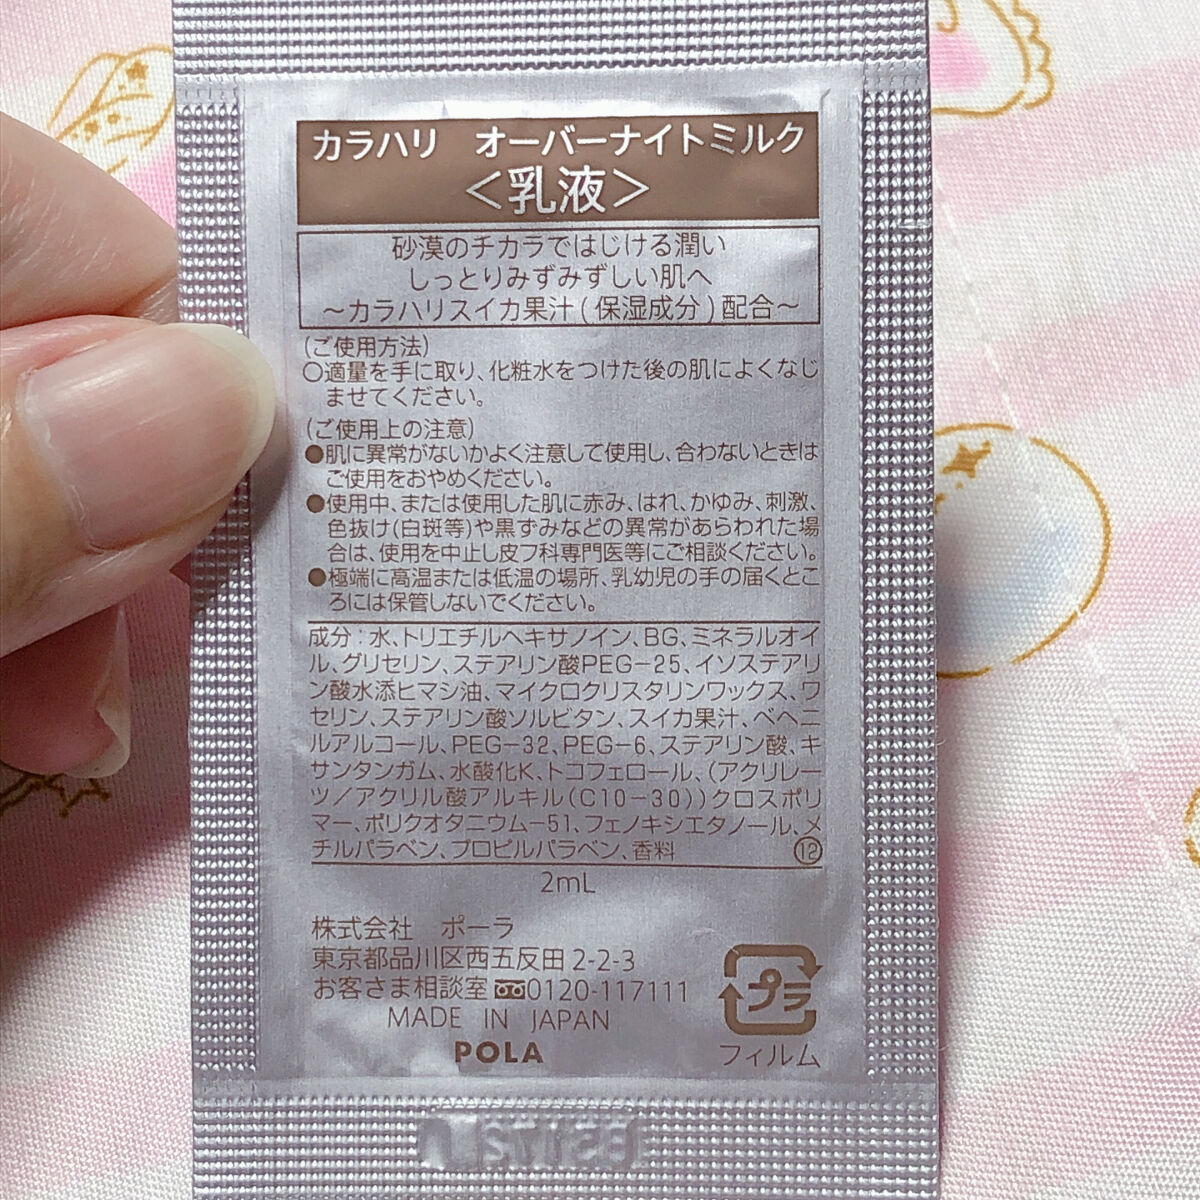 カラハリ オーバーナイトミルク
＜乳液＞
砂漠のチカラではじける潤い
しっとりみずみずしい肌へ
～カラハリスイカ果汁(保湿成分)配合～
(ご使用方法)
○適量を手に取り、化粧水をつけた後の肌によくなじ
ませてください。
(ご使用上の注意)
●肌に異常がないかよく注意して使用し、合わないときは
ご使用をおやめください。
●使用中、または使用した肌に赤み、はれ、かゆみ、刺激、
色抜け(白斑等)や黒ずみなどの異常があらわれた場
合は、使用を中止し皮フ科専門医等にご相談ください。
●極端に高温または低温の場所、乳幼児の手の届くとこ
ろには保管しないでください。
成分：水、トリエチルヘキサノイン、BG、ミネラルオイ
ル、グリセリン、ステアリン酸PEG-25、イソステアリ
ン酸水添ヒマシ油、マイクロクリスタリンワックス、ワ
セリン、ステアリン酸ソルビタン、スイカ果汁、ベヘニ
ルアルコール、PEG-32、PEG-6、ステアリン酸、キ
サンタンガム、水酸化K、トコフェロール、(アクリレー
ツ／アクリル酸アルキル(C10-30))クロスポリ
マー、ポリクオタニウム-51、フェノキシエタノール、メ
チルパラベン、プロピルパラベン、香料 ⑫
2mL
株式会社 ポーラ
東京都品川区西五反田2-2-3
お客さま相談室 0120-117111
MADE IN JAPAN
POLA
プラ
フィルム